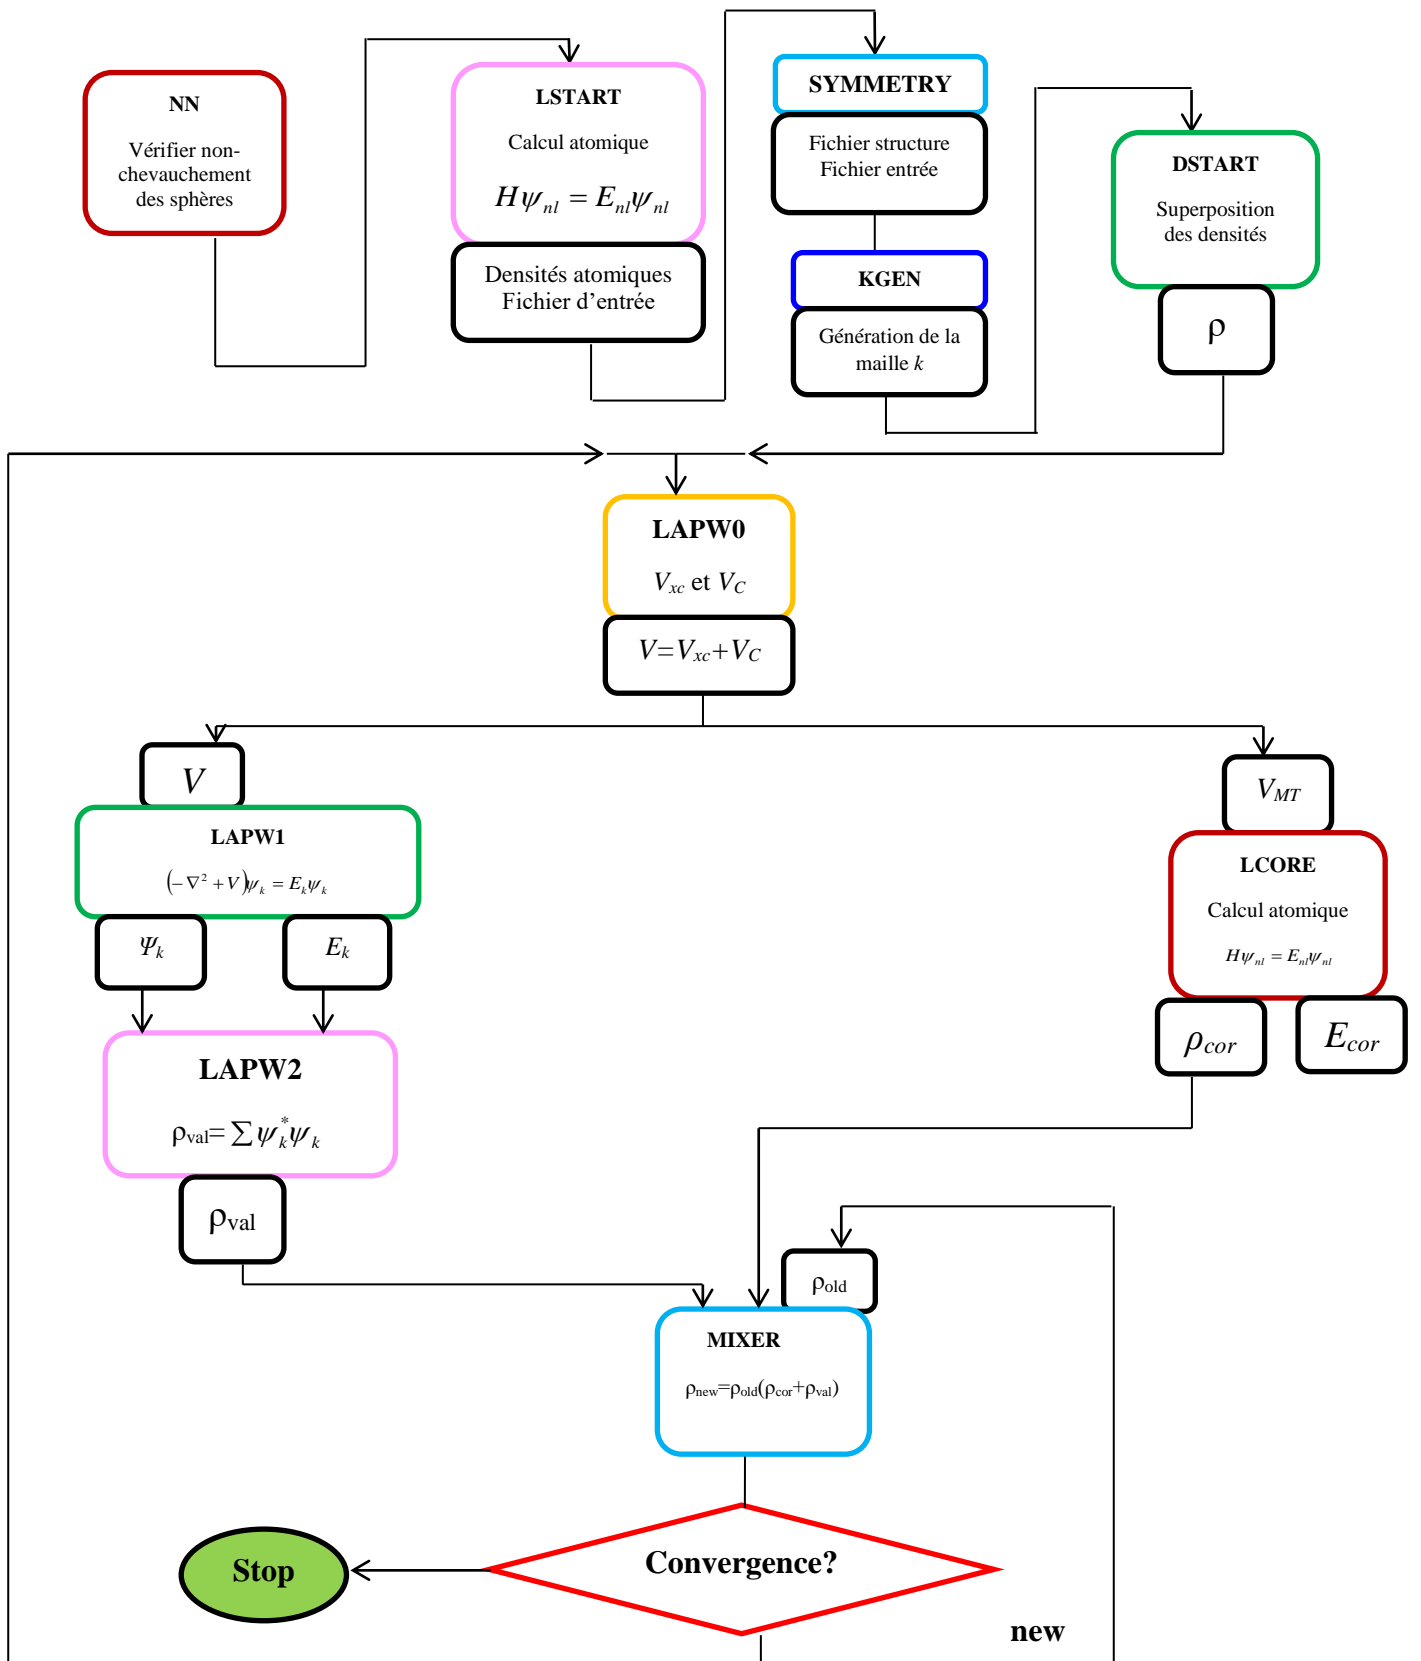 NN
Vérifier non-
chevauchement
des sphères
LSTART
Calcul atomique
Hψnl = Enlψnl
Densités atomiques
Fichier d’entrée
SYMMETRY
Fichier structure
Fichier entrée
KGEN
Génération de la
maille k
DSTART
Superposition
des densités
ρ
LAPW0
Vxc et VC
V=Vxc+VC
V
LAPW1
(−∇² + V)ψk = Ekψk
Ψk
Ek
LAPW2
ρval=∑ψk*ψk
ρval
VMT
LCORE
Calcul atomique
Hψnl = Enlψnl
ρcor
Ecor
ρold
MIXER
ρnew=ρold(ρcor+ρval)
Convergence?
Stop
new